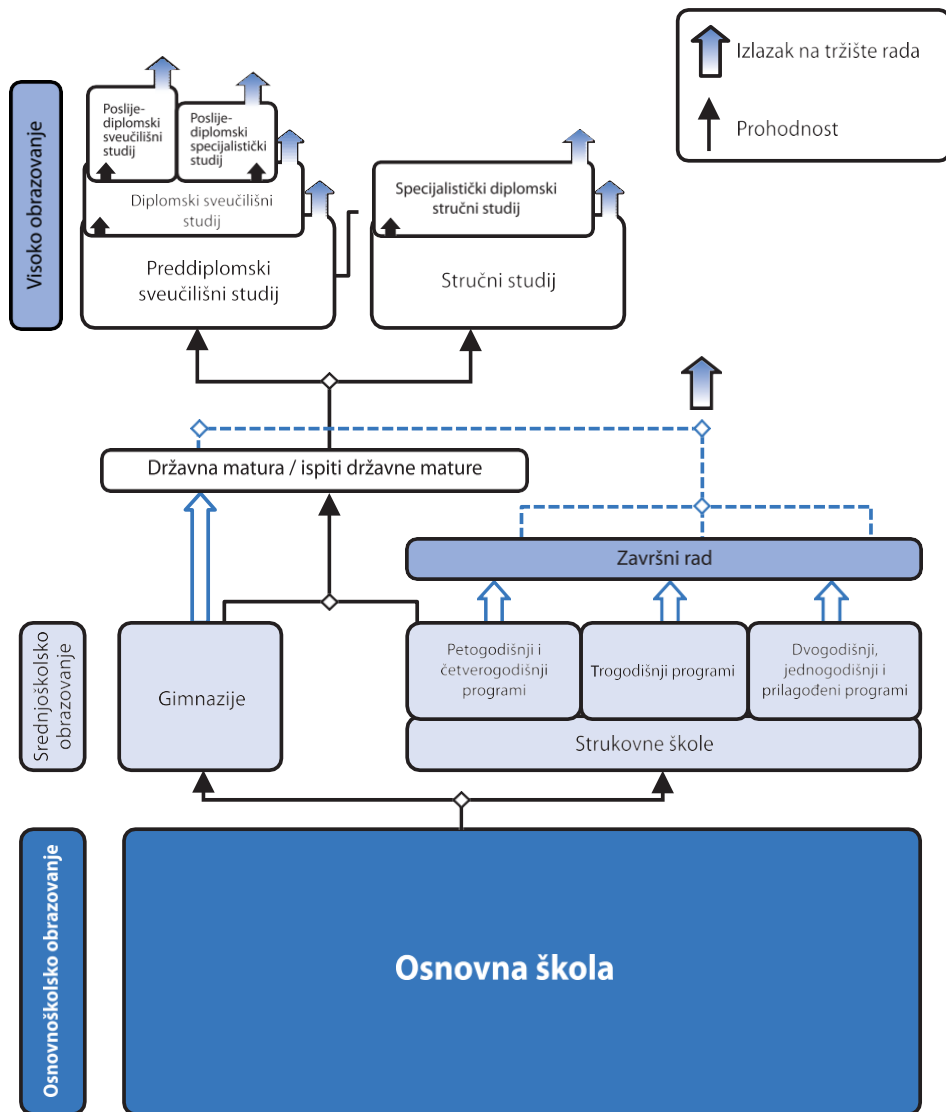 Izlazak na tržište rada
Prohodnost
Visoko obrazovanje
Poslije-
diplomski
sveučilišni
studij
Poslije-
diplomski
specijalistički
studij
Diplomski sveučilišni
studij
Preddiplomski
sveučilišni studij
Specijalistički diplomski
stručni studij
Stručni studij
Državna matura / ispiti državne mature
Završni rad
Srednjoškolsko
obrazovanje
Gimnazije
Petogodišnji i
četverogodišnji
programi
Trogodišnji programi
Dvogodišnji,
jednogodišnji i
prilagođeni programi
Strukovne škole
Osnovnoškolsko obrazovanje
Osnovna škola